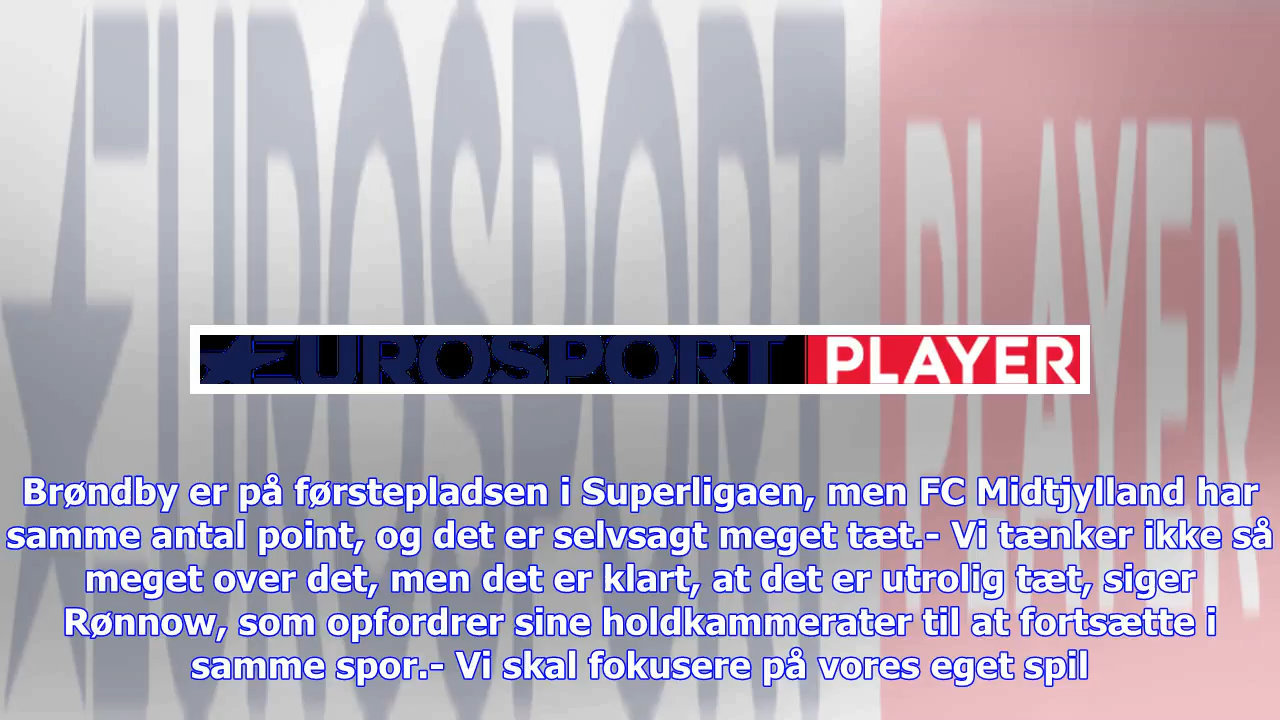 EUROSPORT PLAYER
EUROSPORT PLAYER
Brøndby er på førstepladsen i Superligaen, men FC Midtjylland har
samme antal point, og det er selvsagt meget tæt.- Vi tænker ikke så
meget over det, men det er klart, at det er utrolig tæt, siger
Rønnow, som opfordrer sine holdkammerater til at fortsætte i
samme spor.- Vi skal fokusere på vores eget spil